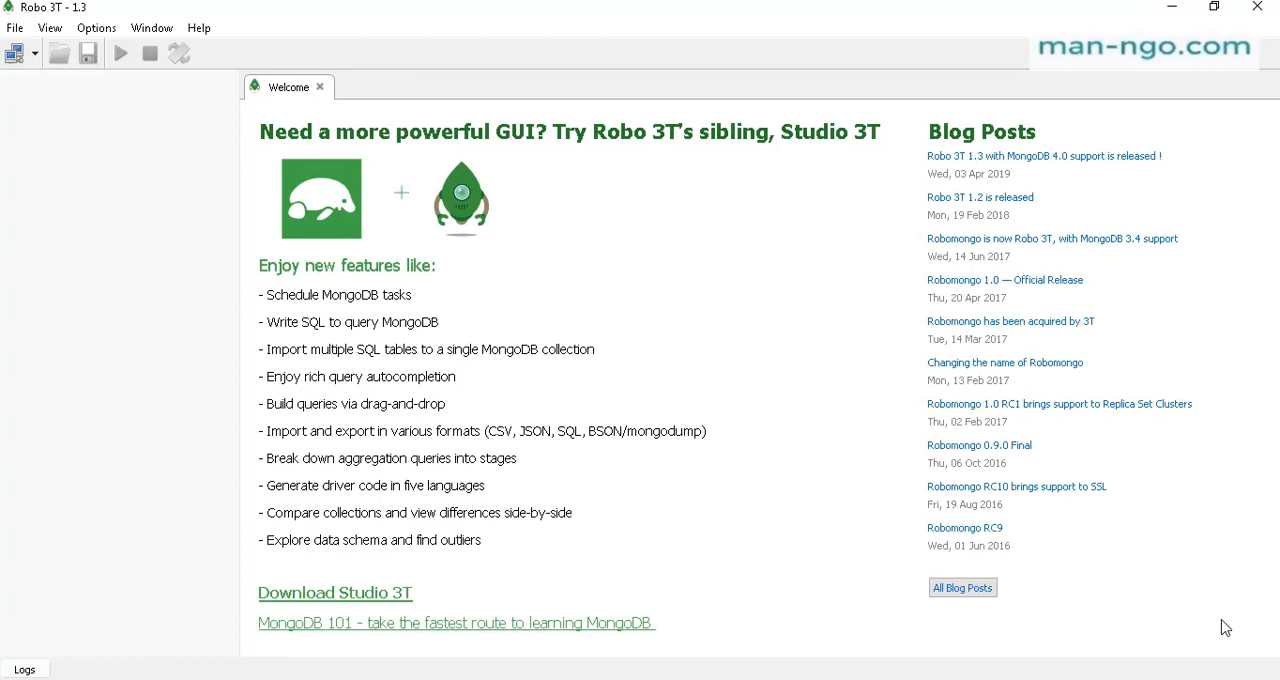 Robo 3T - 1.3
File View Options Window Help
man-ngo.com
Welcome
Need a more powerful GUI? Try Robo 3T's sibling, Studio 3T
Enjoy new features like:
- Schedule MongoDB tasks
- Write SQL to query MongoDB
- Import multiple SQL tables to a single MongoDB collection
- Enjoy rich query autocompletion
- Build queries via drag-and-drop
- Import and export in various formats (CSV, JSON, SQL, BSON/mongodump)
- Break down aggregation queries into stages
- Generate driver code in five languages
- Compare collections and view differences side-by-side
- Explore data schema and find outliers
Download Studio 3T
MongoDB 101 - take the fastest route to learning MongoDB
Blog Posts
Robo 3T 1.3 with MongoDB 4.0 support is released !
Wed, 03 Apr 2019
Robo 3T 1.2 is released
Mon, 19 Feb 2018
Robomongo is now Robo 3T, with MongoDB 3.4 support
Wed, 14 Jun 2017
Robomongo 1.0 — Official Release
Thu, 20 Apr 2017
Robomongo has been acquired by 3T
Tue, 14 Mar 2017
Changing the name of Robomongo
Mon, 13 Feb 2017
Robomongo 1.0 RC1 brings support to Replica Set Clusters
Thu, 02 Feb 2017
Robomongo 0.9.0 Final
Thu, 06 Oct 2016
Robomongo RC10 brings support to SSL
Fri, 19 Aug 2016
Robomongo RC9
Wed, 01 Jun 2016
All Blog Posts
Logs